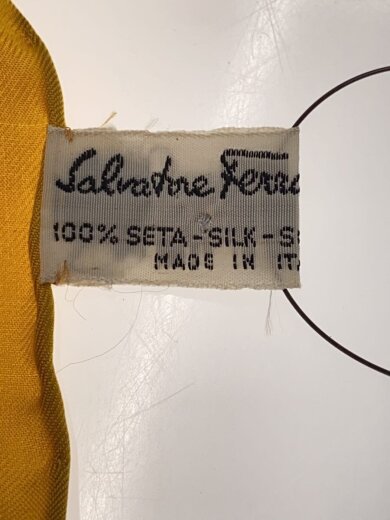 Salvatore Ferra
100% SETA-SILK-S
MADE IN ITA